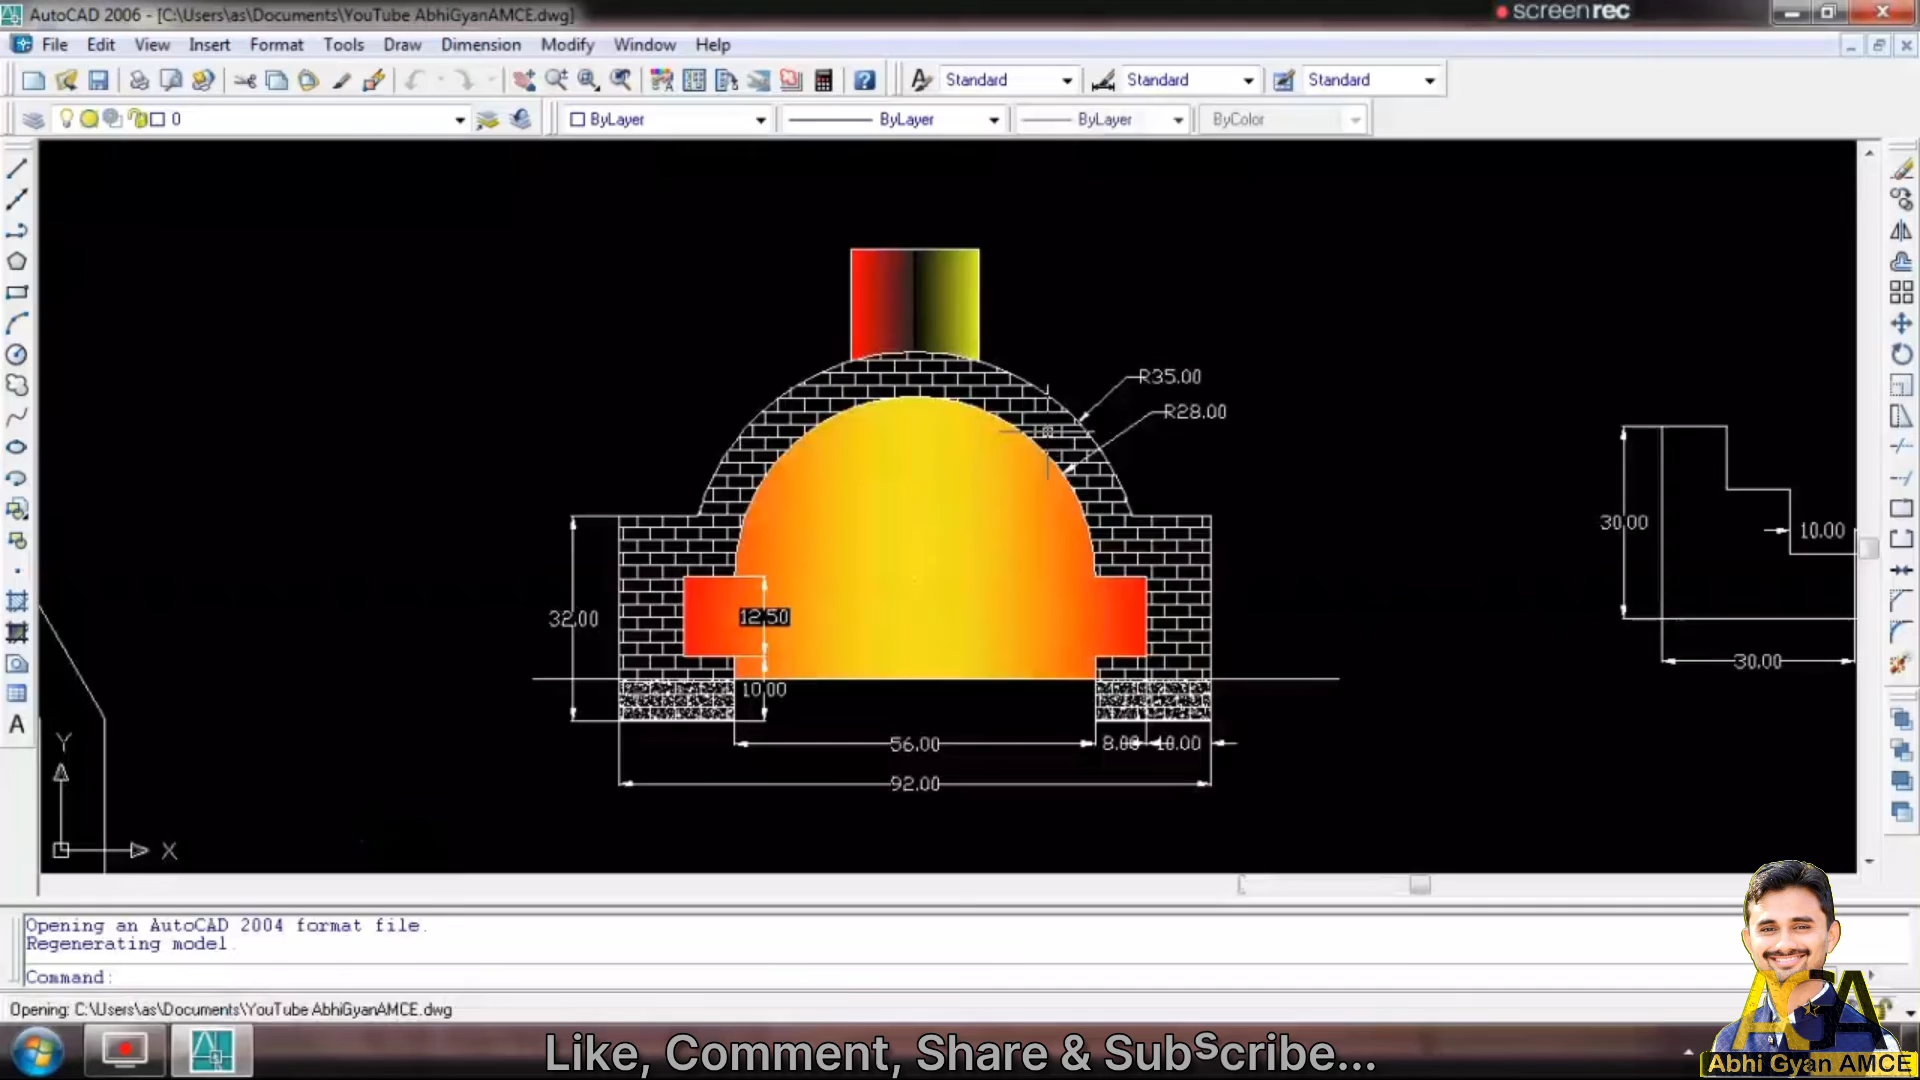 AutoCAD 2006 - [C:\Users\as\Documents\YouTube AbhiGyanAMCE.dwg]
screenrec
File Edit View Insert Format Tools Draw Dimension Modify Window Help
Standard Standard Standard
0 ByLayer ByLayer ByLayer ByColor
R35.00
R28.00
32.00
12.50
10.00
56.00 8.00 10.00
92.00
30.00
10.00
30.00
A
Y
X
Opening an AutoCAD 2004 format file.
Regenerating model.
Command:
Opening: C:\Users\as\Documents\YouTube AbhiGyanAMCE.dwg
Like, Comment, Share & Subscribe...
AGA
Abhi Gyan AMCE